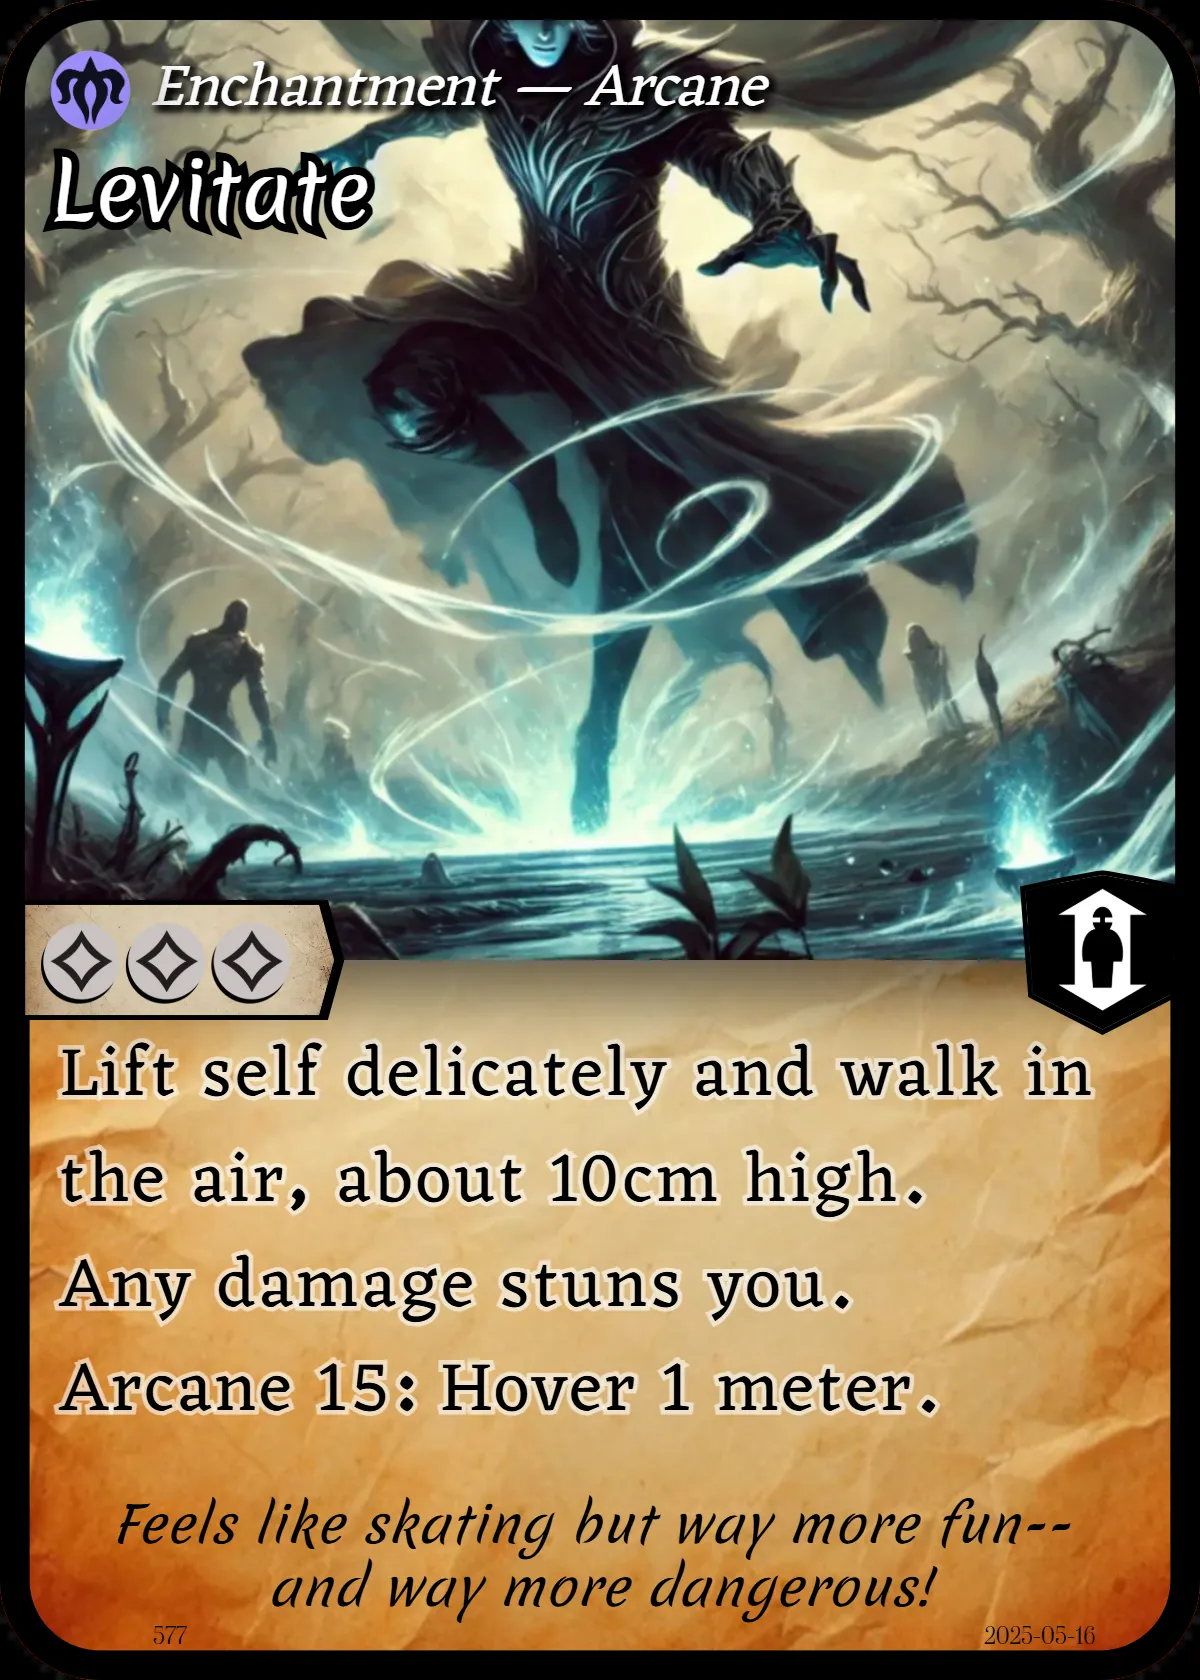 Enchantment — Arcane
Levitate
Lift self delicately and walk in
the air, about 10cm high.
Any damage stuns you.
Arcane 15: Hover 1 meter.
Feels like skating but way more fun--
and way more dangerous!
577
2025-05-16